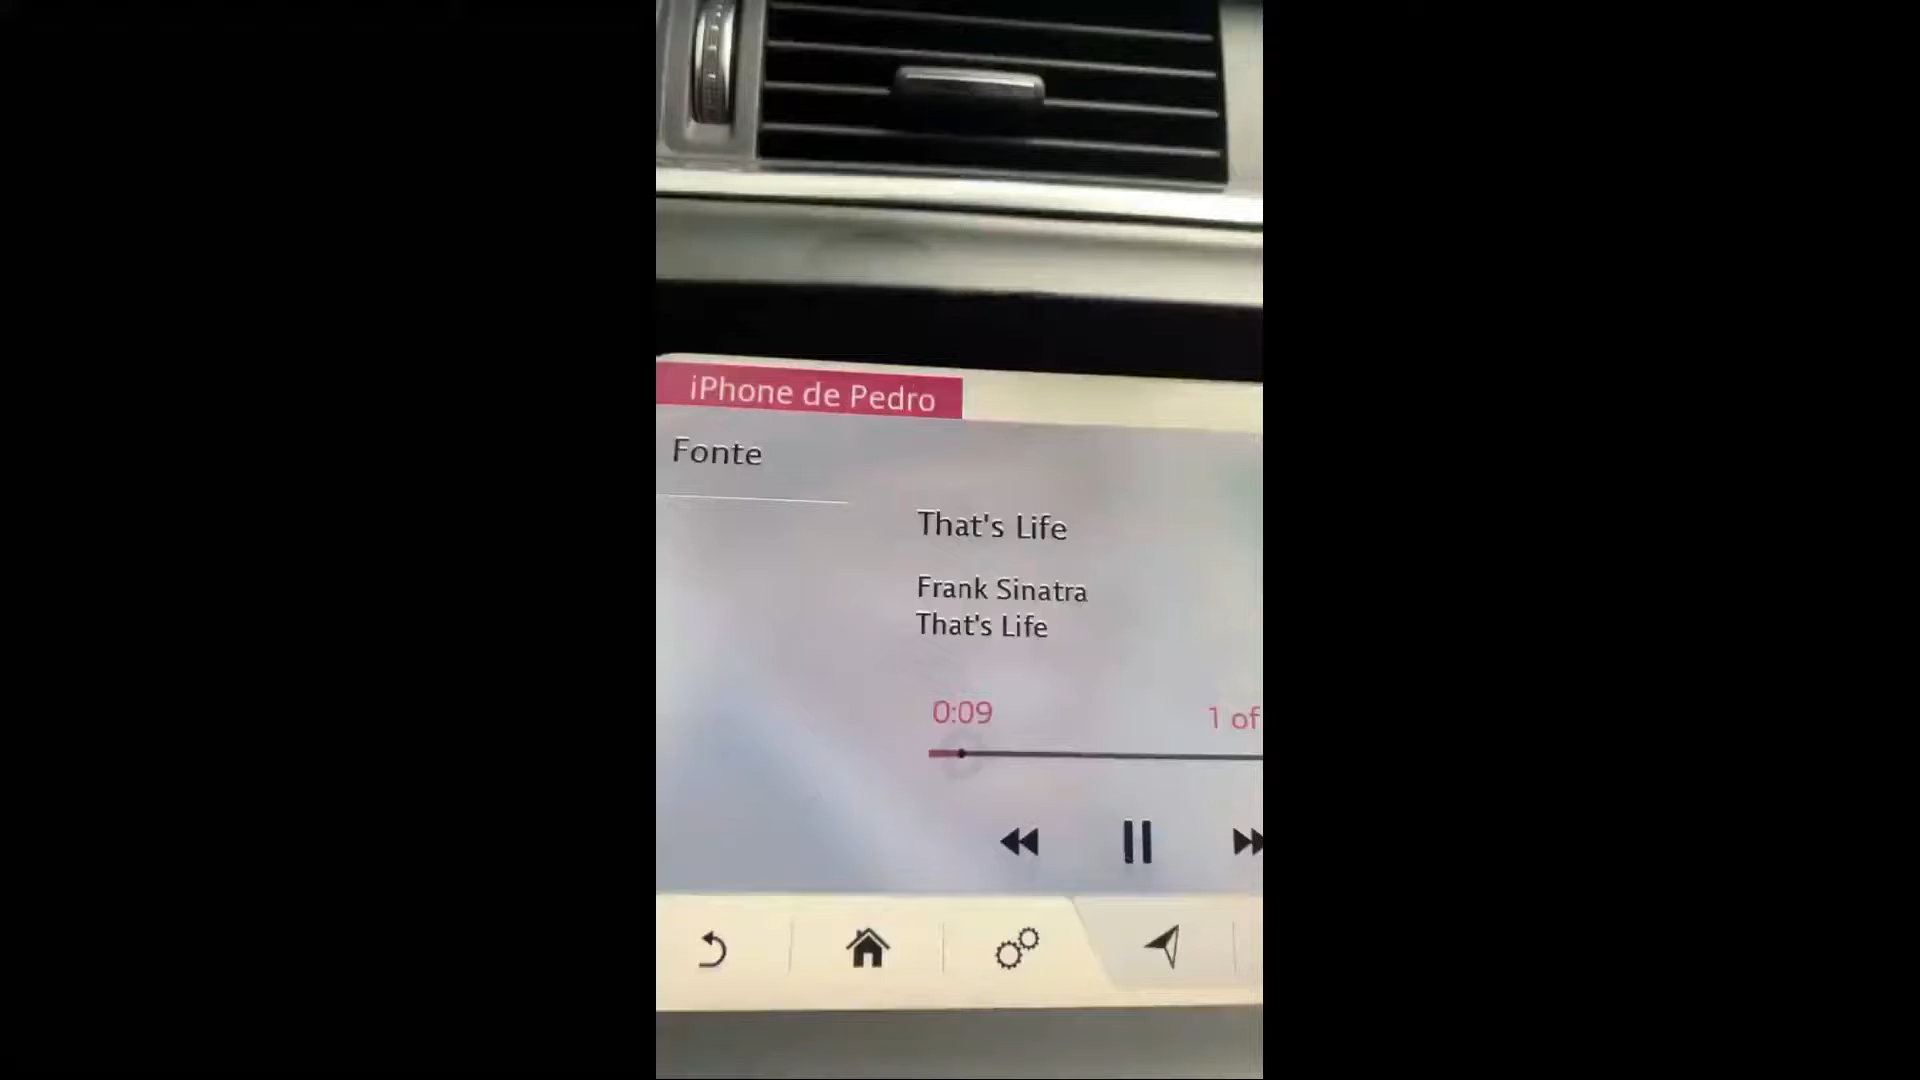 iPhone de Pedro
Fonte
That's Life
Frank Sinatra
That's Life
0:09
1 of